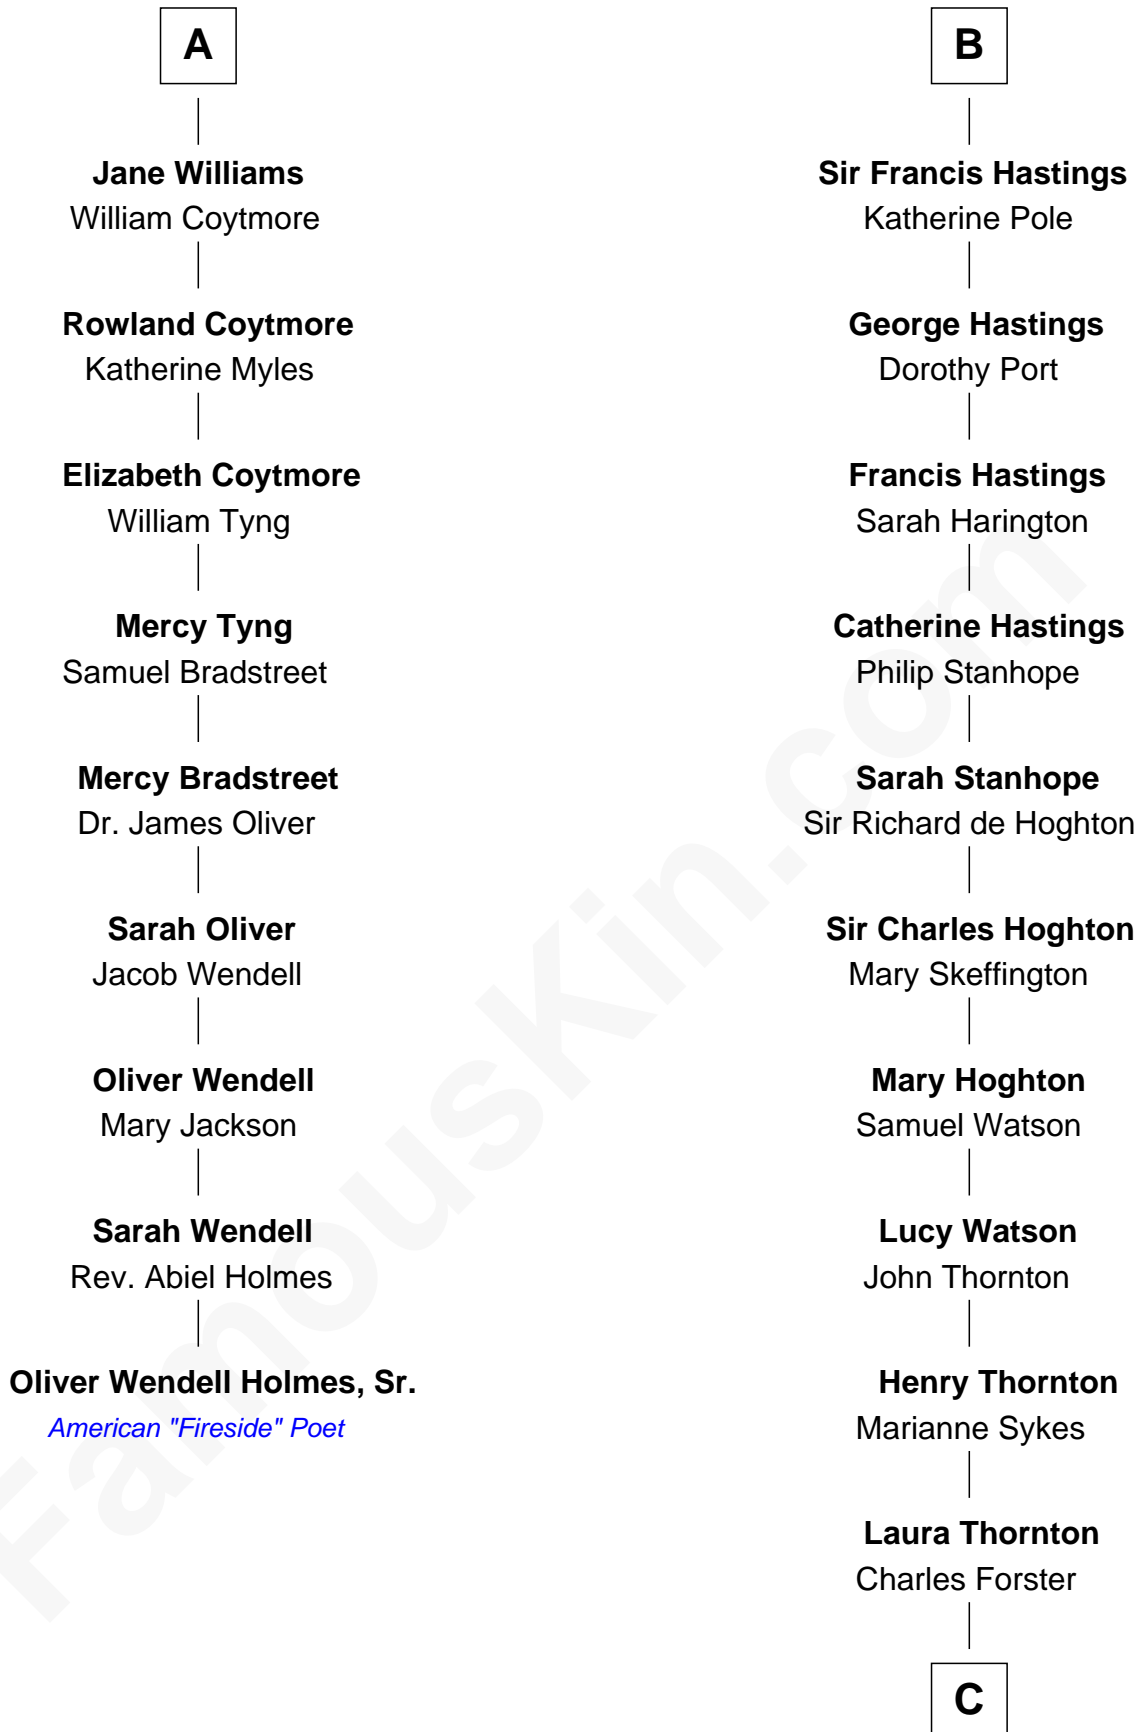 A
Jane Williams
William Coytmore
Rowland Coytmore
Katherine Myles
Elizabeth Coytmore
William Tyng
Mercy Tyng
Samuel Bradstreet
Mercy Bradstreet
Dr. James Oliver
Sarah Oliver
Jacob Wendell
Oliver Wendell
Mary Jackson
Sarah Wendell
Rev. Abiel Holmes
Oliver Wendell Holmes, Sr.
American "Fireside" Poet
B
Sir Francis Hastings
Katherine Pole
George Hastings
Dorothy Port
Francis Hastings
Sarah Harington
Catherine Hastings
Philip Stanhope
Sarah Stanhope
Sir Richard de Hoghton
Sir Charles Hoghton
Mary Skeffington
Mary Hoghton
Samuel Watson
Lucy Watson
John Thornton
Henry Thornton
Marianne Sykes
Laura Thornton
Charles Forster
C
FamousKin.com